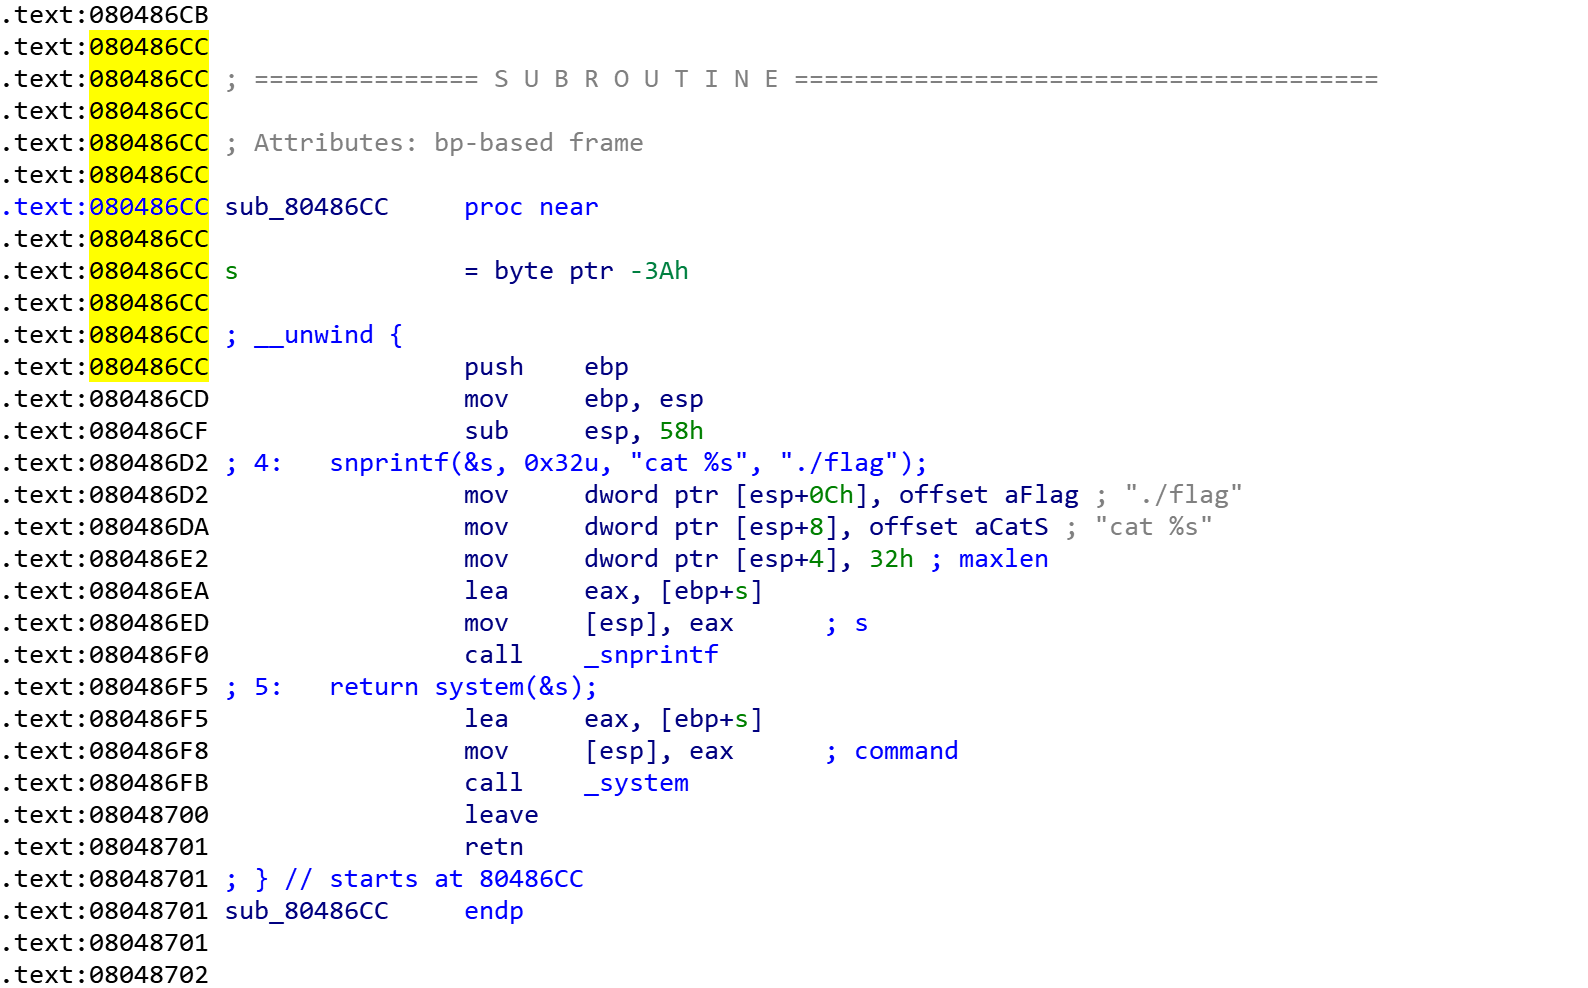 .text:080486CB
.text:080486CC
.text:080486CC ; =============== S U B R O U T I N E =======================================
.text:080486CC
.text:080486CC ; Attributes: bp-based frame
.text:080486CC
.text:080486CC sub_80486CC     proc near
.text:080486CC
.text:080486CC s               = byte ptr -3Ah
.text:080486CC
.text:080486CC ; __unwind {
.text:080486CC                 push    ebp
.text:080486CD                 mov     ebp, esp
.text:080486CF                 sub     esp, 58h
.text:080486D2 ; 4:   snprintf(&s, 0x32u, "cat %s", "./flag");
.text:080486D2                 mov     dword ptr [esp+0Ch], offset aFlag ; "./flag"
.text:080486DA                 mov     dword ptr [esp+8], offset aCatS ; "cat %s"
.text:080486E2                 mov     dword ptr [esp+4], 32h ; maxlen
.text:080486EA                 lea     eax, [ebp+s]
.text:080486ED                 mov     [esp], eax      ; s
.text:080486F0                 call    _snprintf
.text:080486F5 ; 5:   return system(&s);
.text:080486F5                 lea     eax, [ebp+s]
.text:080486F8                 mov     [esp], eax      ; command
.text:080486FB                 call    _system
.text:08048700                 leave
.text:08048701                 retn
.text:08048701 ; } // starts at 80486CC
.text:08048701 sub_80486CC     endp
.text:08048701
.text:08048702